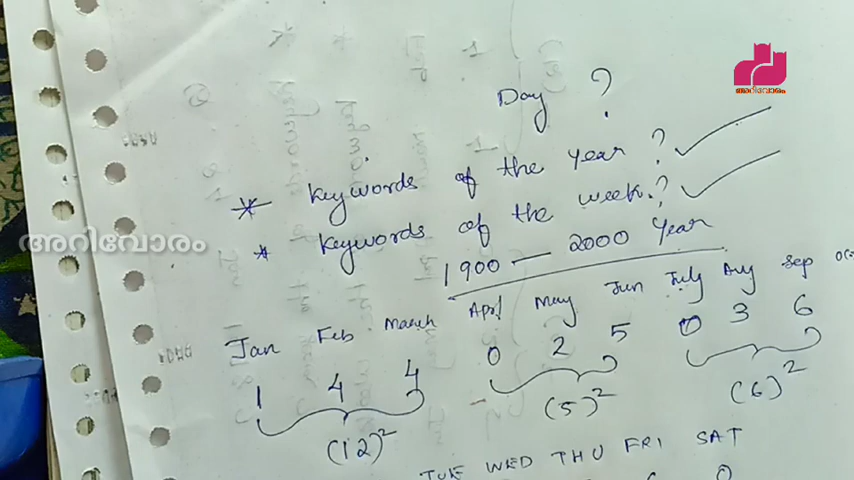 അറിവോരം
Day ?
* Keywords of the Year ?
* Keywords of the week. ?
അറിവോരം
1900 — 2000 Year
Jan Feb March April May Jun July Aug Sep
1 4 4 0 2 5 0 3 6
(12)² (5)² (6)²
TUE WED THU FRI SAT
0